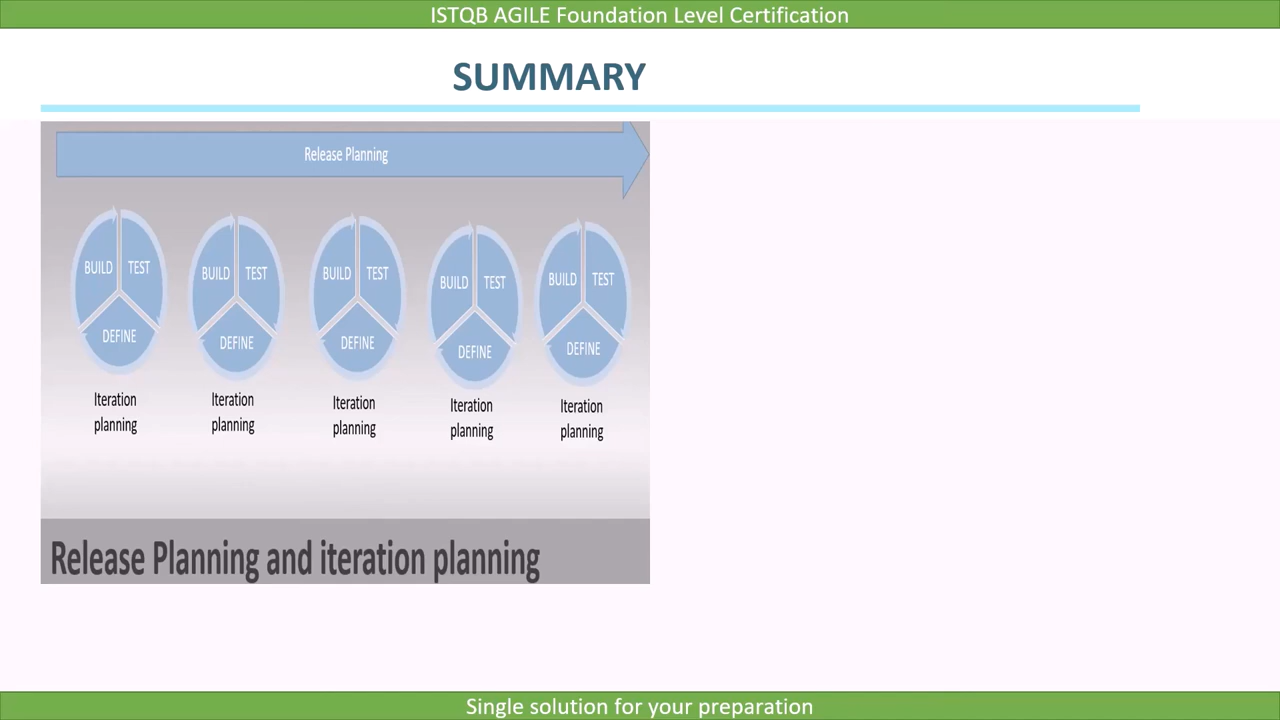 ISTQB AGILE Foundation Level Certification
SUMMARY
Release Planning
BUILD TEST
DEFINE
Iteration
planning
BUILD TEST
DEFINE
Iteration
planning
BUILD TEST
DEFINE
Iteration
planning
BUILD TEST
DEFINE
Iteration
planning
BUILD TEST
DEFINE
Iteration
planning
Release Planning and iteration planning
Single solution for your preparation